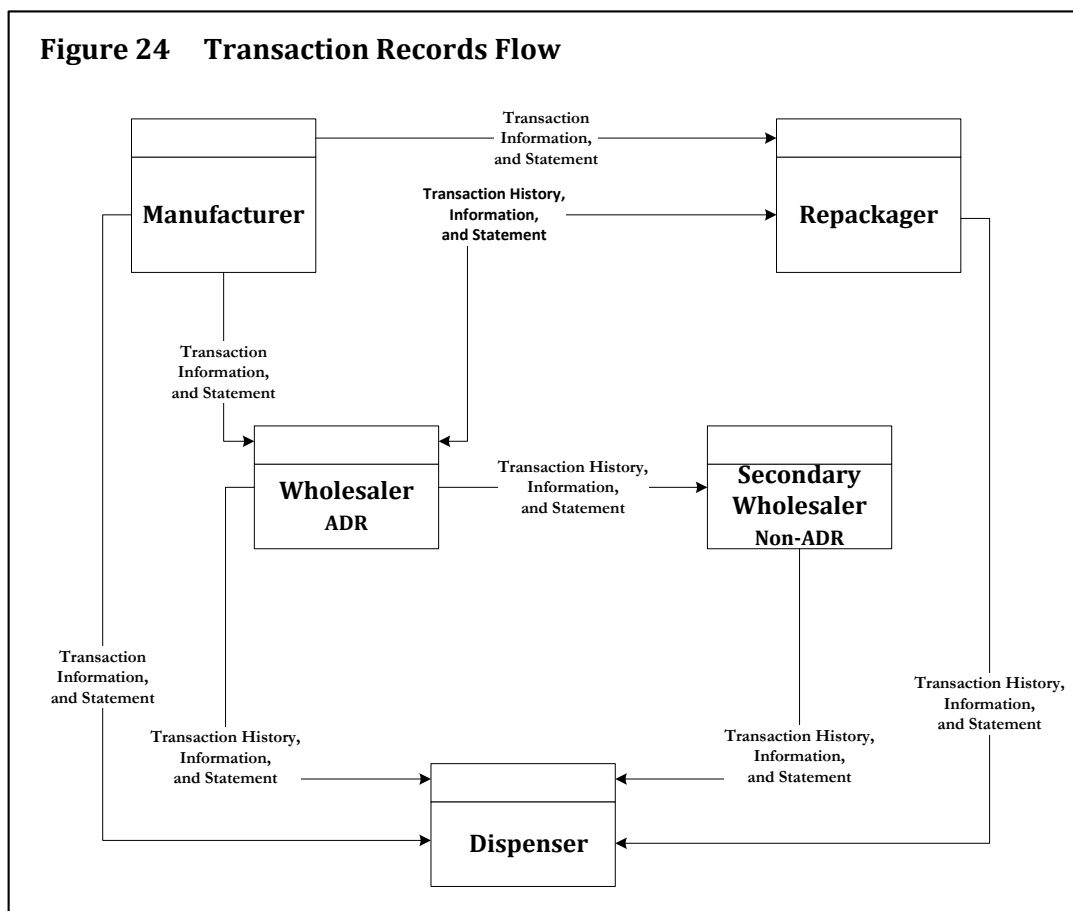 Figure 24 Transaction Records Flow
Transaction
Information,
and Statement
Manufacturer
Repackager
Transaction History,
Information,
and Statement
Transaction
Information,
and Statement
Wholesaler
ADR
Transaction History,
Information,
and Statement
Secondary
Wholesaler
Non-ADR
Transaction
Information,
and Statement
Transaction History,
Information,
and Statement
Transaction History,
Information,
and Statement
Transaction History,
Information,
and Statement
Dispenser